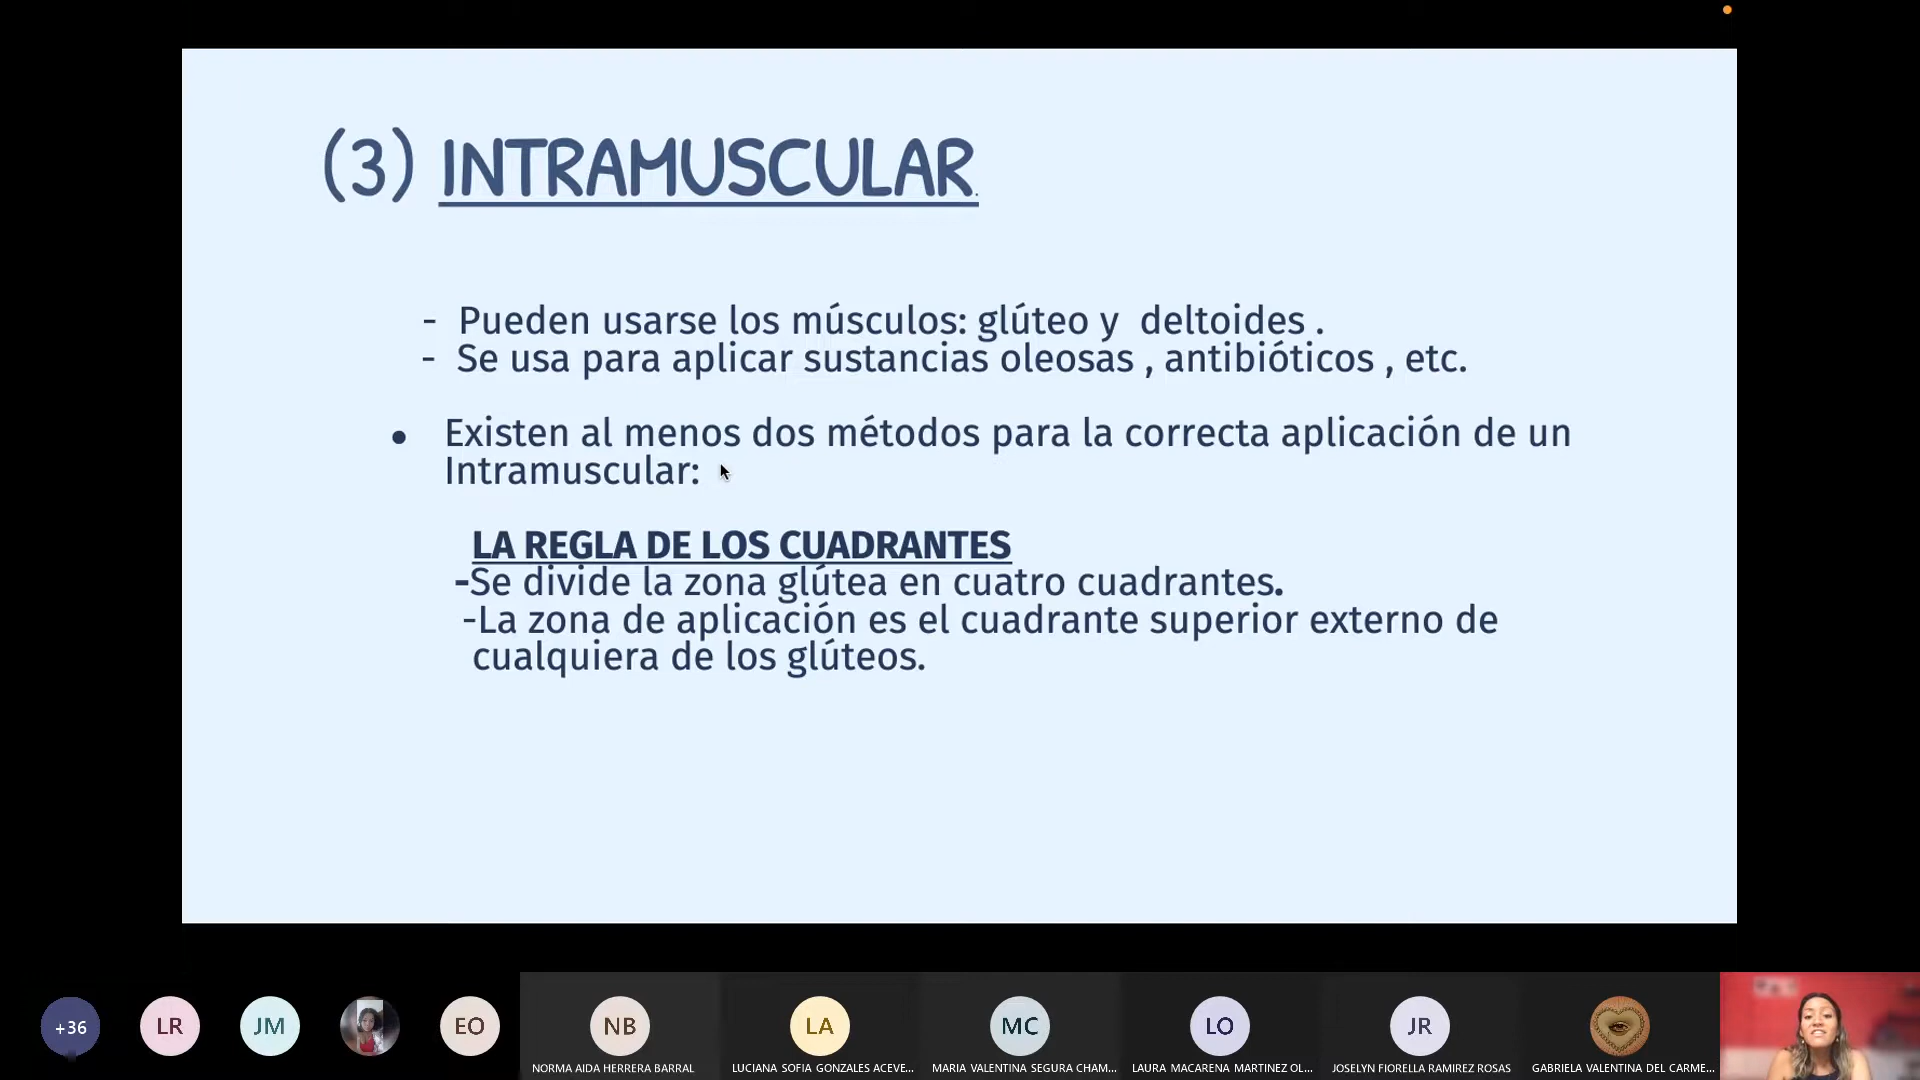 (3) INTRAMUSCULAR.
- Pueden usarse los músculos: glúteo y deltoides .
- Se usa para aplicar sustancias oleosas , antibióticos , etc.
● Existen al menos dos métodos para la correcta aplicación de un
Intramuscular:
LA REGLA DE LOS CUADRANTES
-Se divide la zona glútea en cuatro cuadrantes.
-La zona de aplicación es el cuadrante superior externo de
cualquiera de los glúteos.
+36
LR
JM
EO
NB
LA
MC
LO
JR
NORMA AIDA HERRERA BARRAL
LUCIANA SOFIA GONZALES ACEVE...
MARIA VALENTINA SEGURA CHAM...
LAURA MACARENA MARTINEZ OL...
JOSELYN FIORELLA RAMIREZ ROSAS
GABRIELA VALENTINA DEL CARME...